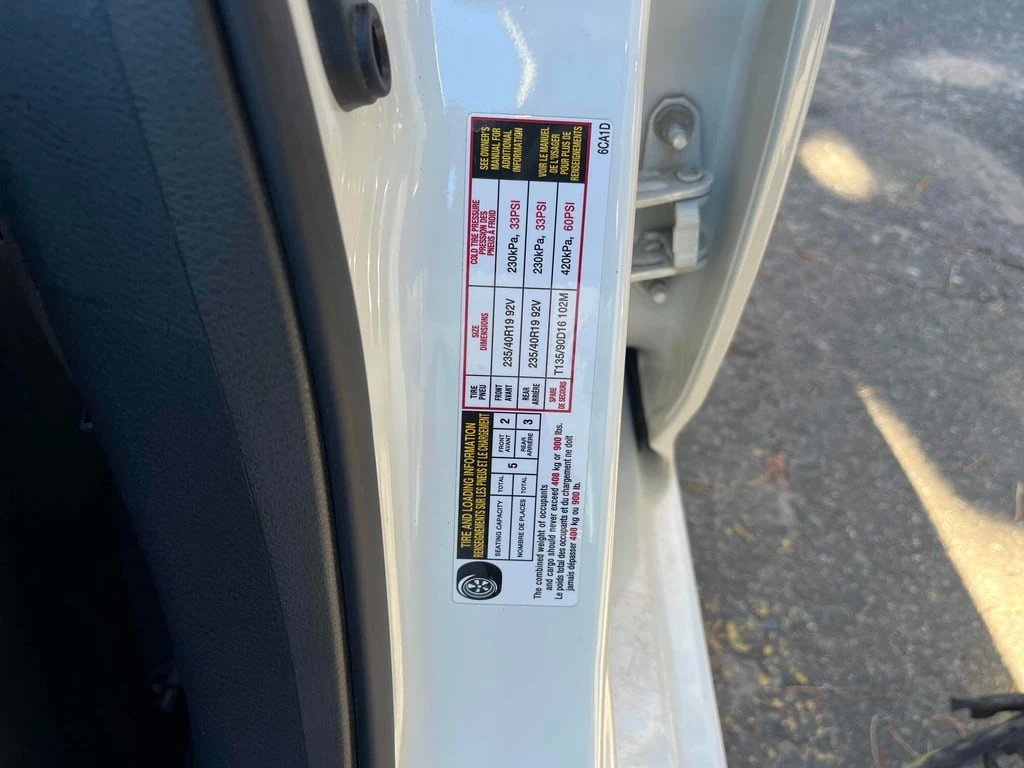 TIRE AND LOADING INFORMATION
RENSEIGNEMENTS SUR LES PNEUS ET LE CHARGEMENT
SEATING CAPACITY TOTAL 5 FRONT AVANT 2
NOMBRE DE PLACES TOTAL REAR ARRIÈRE 3
The combined weight of occupants
and cargo should never exceed 408 kg or 900 lbs.
Le poids total des occupants et du chargement ne doit
jamais dépasser 408 kg ou 900 lb.
TIRE PNEU SIZE DIMENSIONS COLD TIRE PRESSURE PRESSION DES PNEUS À FROID
FRONT AVANT 235/40R19 92V 230kPa, 33PSI
REAR ARRIÈRE 235/40R19 92V 230kPa, 33PSI
SPARE DE SECOURS T135/90D16 102M 420kPa, 60PSI
SEE OWNER'S
MANUAL FOR
ADDITIONAL
INFORMATION
VOIR LE MANUEL
DE L'USAGER
POUR PLUS DE
RENSEIGNEMENTS
6CA1D